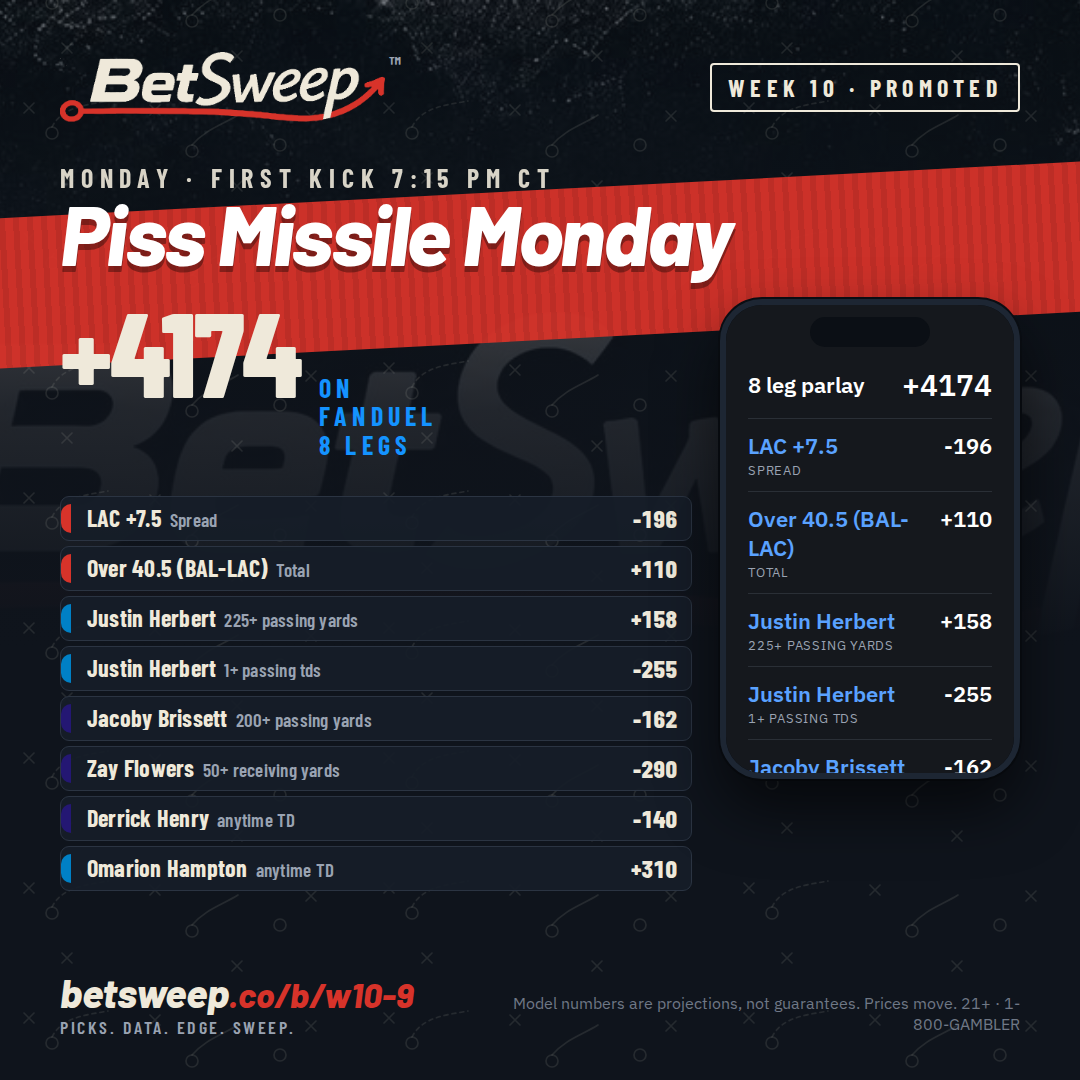 BetSweep™
WEEK 10 · PROMOTED
MONDAY · FIRST KICK 7:15 PM CT
Piss Missile Monday
+4174
ON
FANDUEL
8 LEGS
LAC +7.5 Spread -196
Over 40.5 (BAL-LAC) Total +110
Justin Herbert 225+ passing yards +158
Justin Herbert 1+ passing tds -255
Jacoby Brissett 200+ passing yards -162
Zay Flowers 50+ receiving yards -290
Derrick Henry anytime TD -140
Omarion Hampton anytime TD +310
8 leg parlay +4174
LAC +7.5 -196
SPREAD
Over 40.5 (BAL- +110
LAC)
TOTAL
Justin Herbert +158
225+ PASSING YARDS
Justin Herbert -255
1+ PASSING TDS
Jacoby Brissett -162
betsweep.co/b/w10-9
PICKS. DATA. EDGE. SWEEP.
Model numbers are projections, not guarantees. Prices move. 21+ · 1-
800-GAMBLER